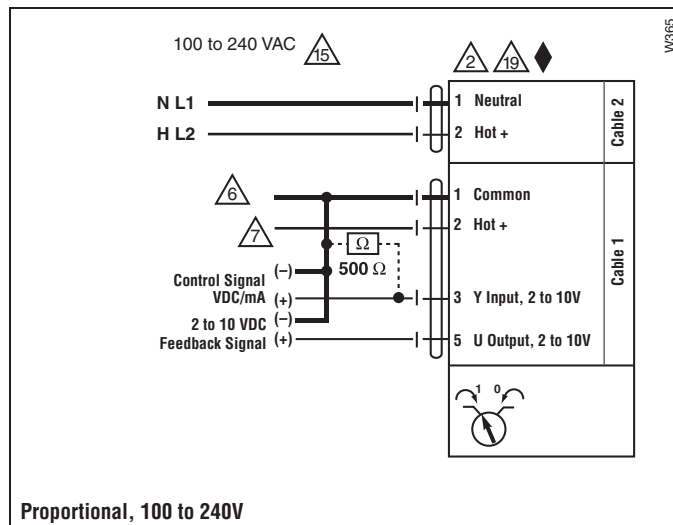 W365
100 to 240 VAC 15
2 19
N L1
1 Neutral
H L2
2 Hot +
Cable 2
6
1 Common
7
2 Hot +
Ω
500 Ω
Control Signal (–)
VDC/mA (+)
3 Y Input, 2 to 10V
2 to 10 VDC (–)
Feedback Signal (+)
5 U Output, 2 to 10V
Cable 1
1 0
Proportional, 100 to 240V